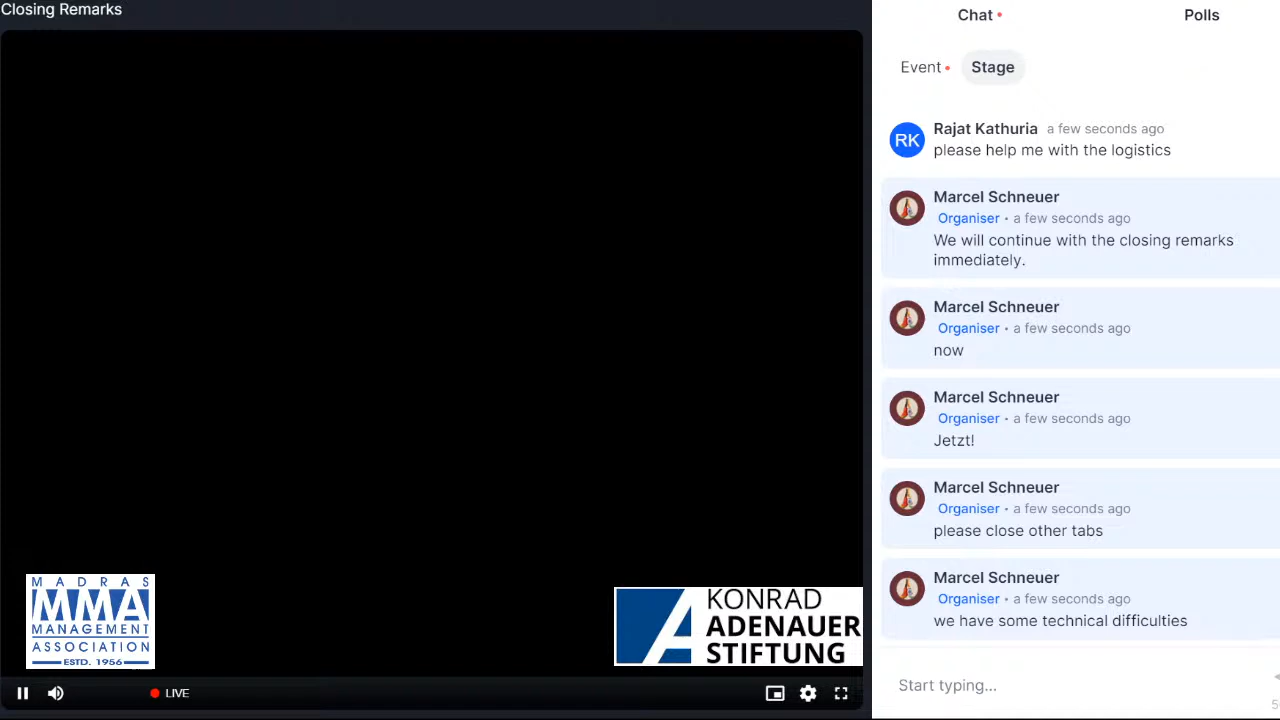 Closing Remarks
Chat
Polls
Event
Stage
RK
Rajat Kathuria a few seconds ago
please help me with the logistics
Marcel Schneuer
Organiser • a few seconds ago
We will continue with the closing remarks
immediately.
Marcel Schneuer
Organiser • a few seconds ago
now
Marcel Schneuer
Organiser • a few seconds ago
Jetzt!
Marcel Schneuer
Organiser • a few seconds ago
please close other tabs
Marcel Schneuer
Organiser • a few seconds ago
we have some technical difficulties
Start typing...
5
MADRAS
MMA
MANAGEMENT
ASSOCIATION
ESTD. 1956
KONRAD
ADENAUER
STIFTUNG
LIVE